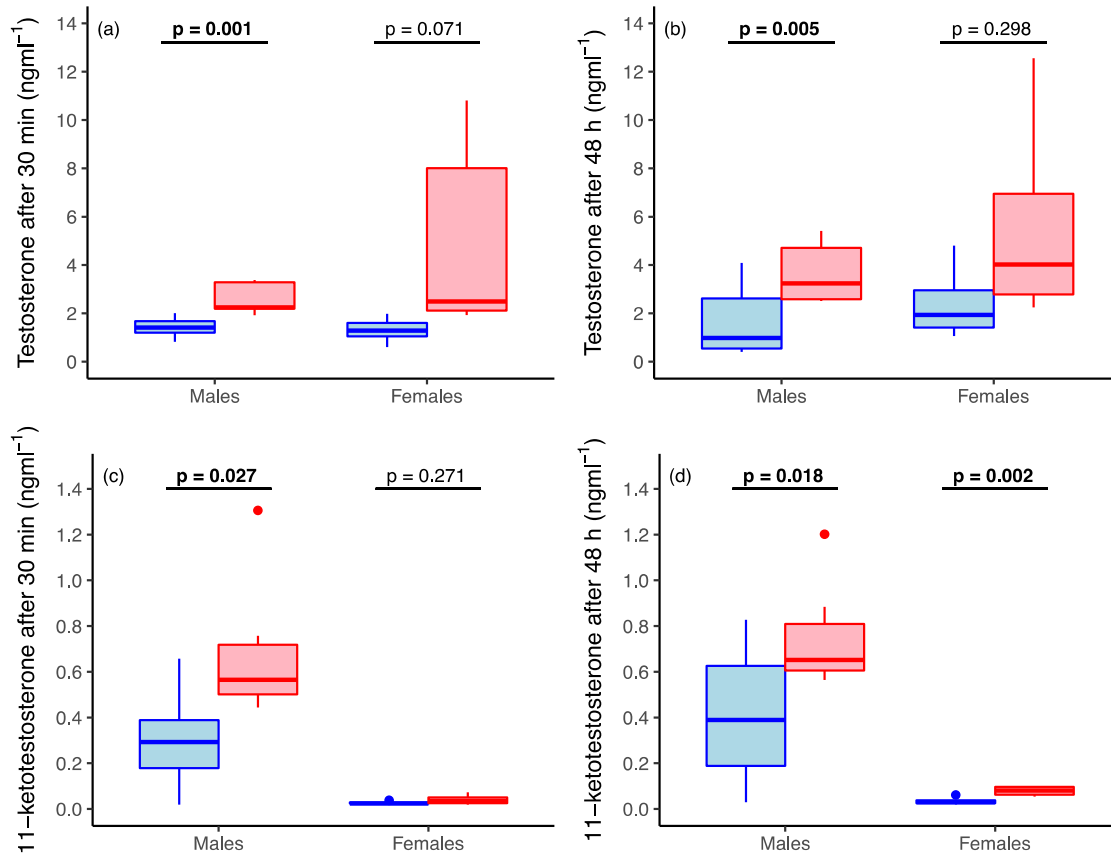 (a)
p = 0.001
p = 0.071
Testosterone after 30 min (ngml⁻¹)
14
12
10
8
6
4
2
0
Males
Females
(b)
p = 0.005
p = 0.298
Testosterone after 48 h (ngml⁻¹)
14
12
10
8
6
4
2
0
Males
Females
(c)
p = 0.027
p = 0.271
11−ketotestosterone after 30 min (ngml⁻¹)
1.4
1.2
1.0
0.8
0.6
0.4
0.2
0.0
Males
Females
(d)
p = 0.018
p = 0.002
11−ketotestosterone after 48 h (ngml⁻¹)
1.4
1.2
1.0
0.8
0.6
0.4
0.2
0.0
Males
Females